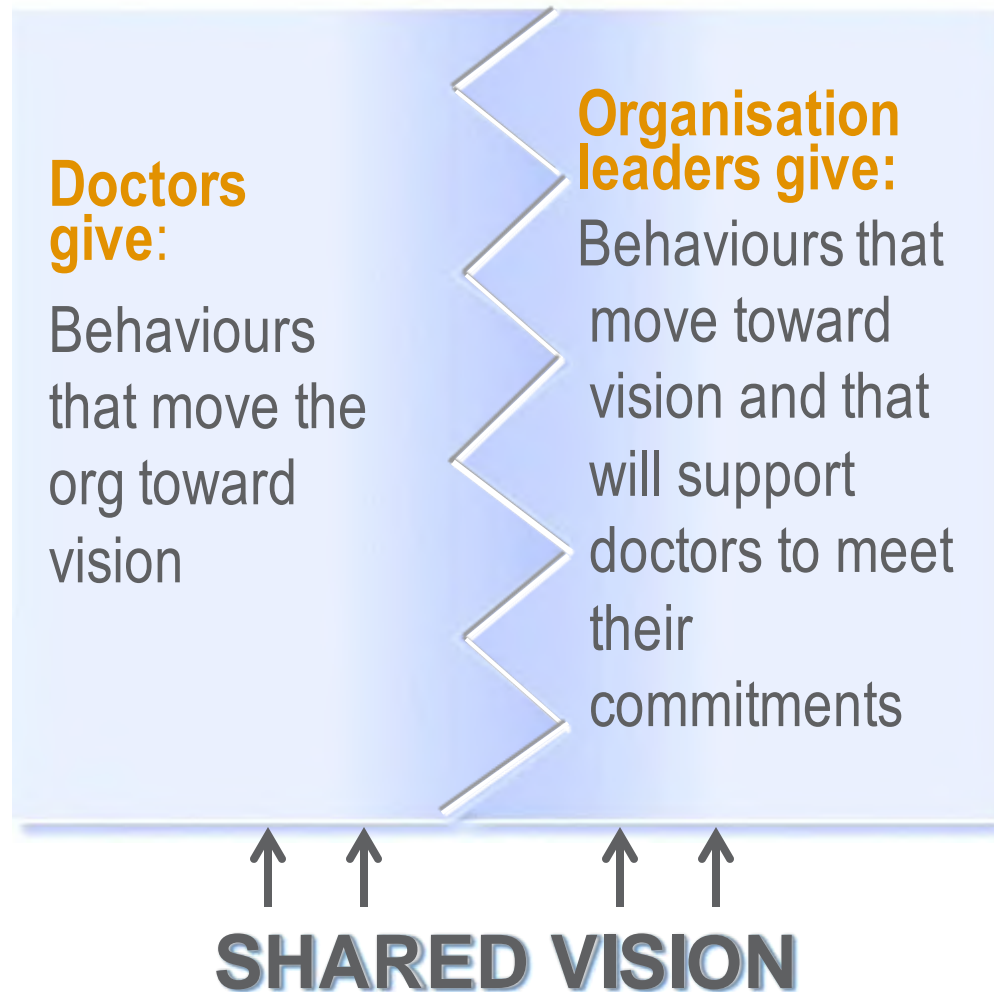 Doctors
give:
Behaviours
that move the
org toward
vision
Organisation
leaders give:
Behaviours that
move toward
vision and that
will support
doctors to meet
their
commitments
SHARED VISION